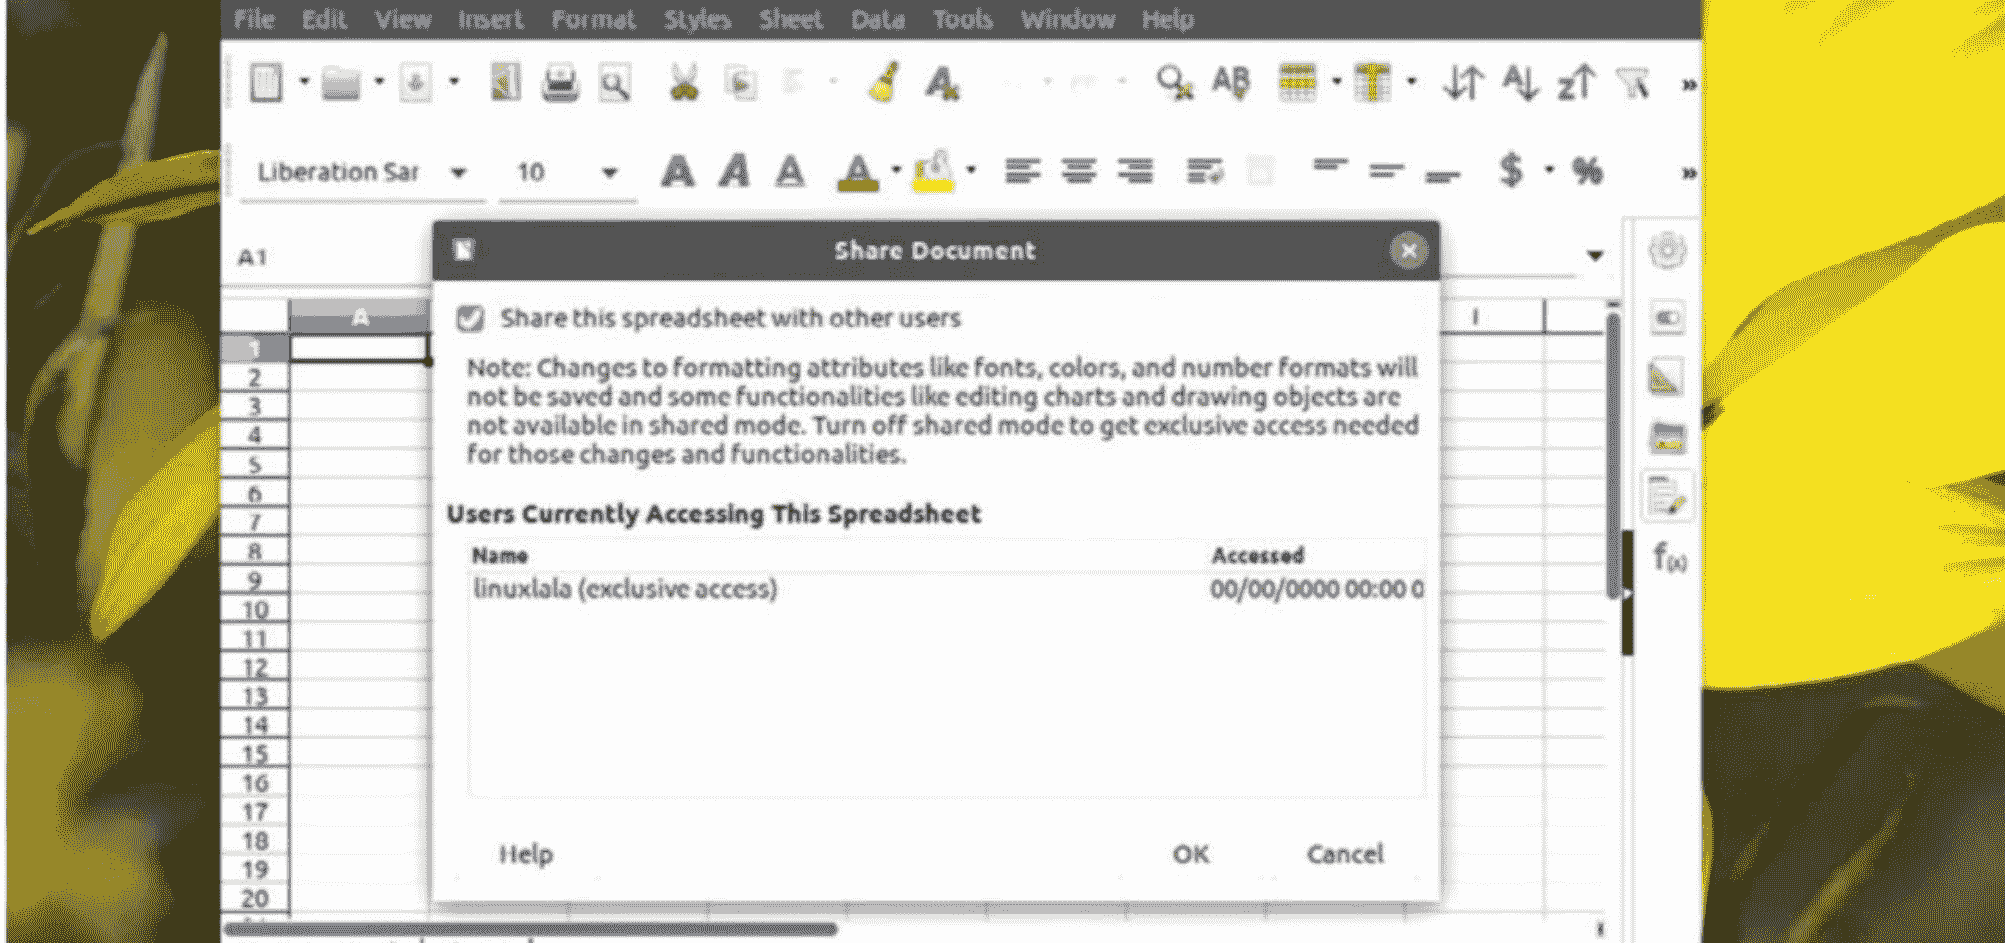 File Edit View Insert Format Styles Sheet Data Tools Window Help
Liberation Sar 10
A1
Share Document
A I
Share this spreadsheet with other users
Note: Changes to formatting attributes like fonts, colors, and number formats will
not be saved and some functionalities like editing charts and drawing objects are
not available in shared mode. Turn off shared mode to get exclusive access needed
for those changes and functionalities.
Users Currently Accessing This Spreadsheet
Name Accessed
linuxlala (exclusive access) 00/00/0000 00:00 0
Help OK Cancel
1
2
3
4
5
6
7
8
9
10
11
12
13
14
15
16
17
18
19
20